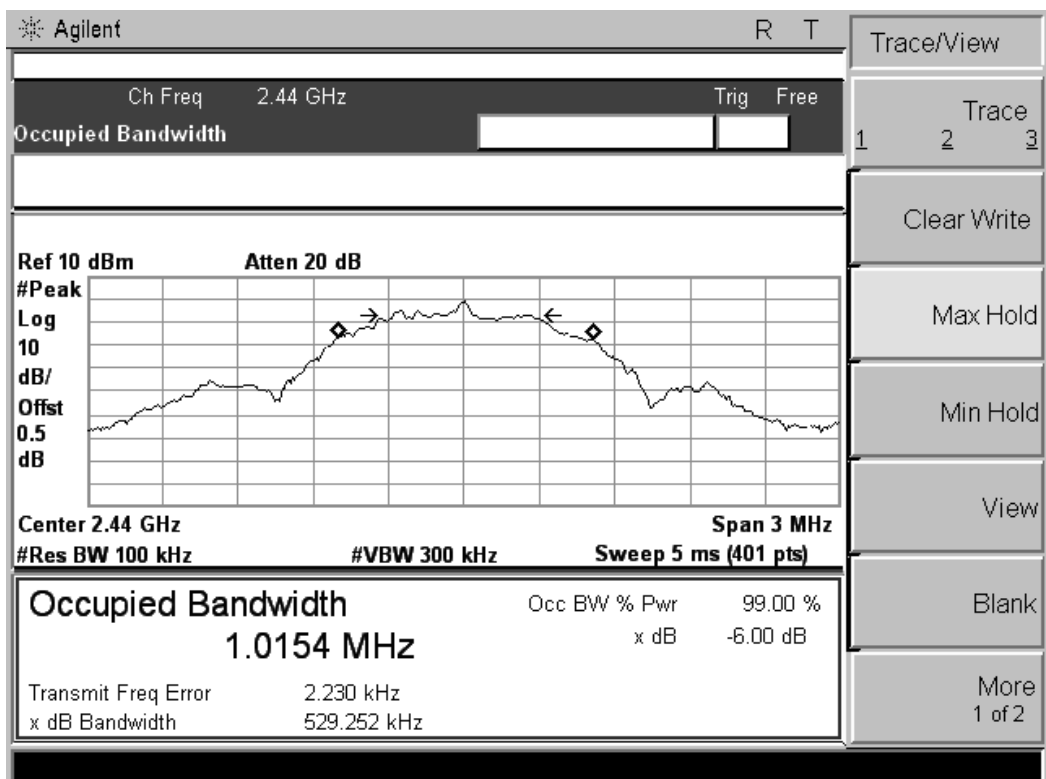 Agilent R T
Trace/View
Ch Freq 2.44 GHz Trig Free
Occupied Bandwidth
Trace
1 2 3
Clear Write
Max Hold
Min Hold
View
Blank
More
1 of 2
Ref 10 dBm Atten 20 dB
#Peak
Log
10
dB/
Offst
0.5
dB
Center 2.44 GHz Span 3 MHz
#Res BW 100 kHz #VBW 300 kHz Sweep 5 ms (401 pts)
Occupied Bandwidth
1.0154 MHz
Occ BW % Pwr 99.00 %
x dB -6.00 dB
Transmit Freq Error 2.230 kHz
x dB Bandwidth 529.252 kHz